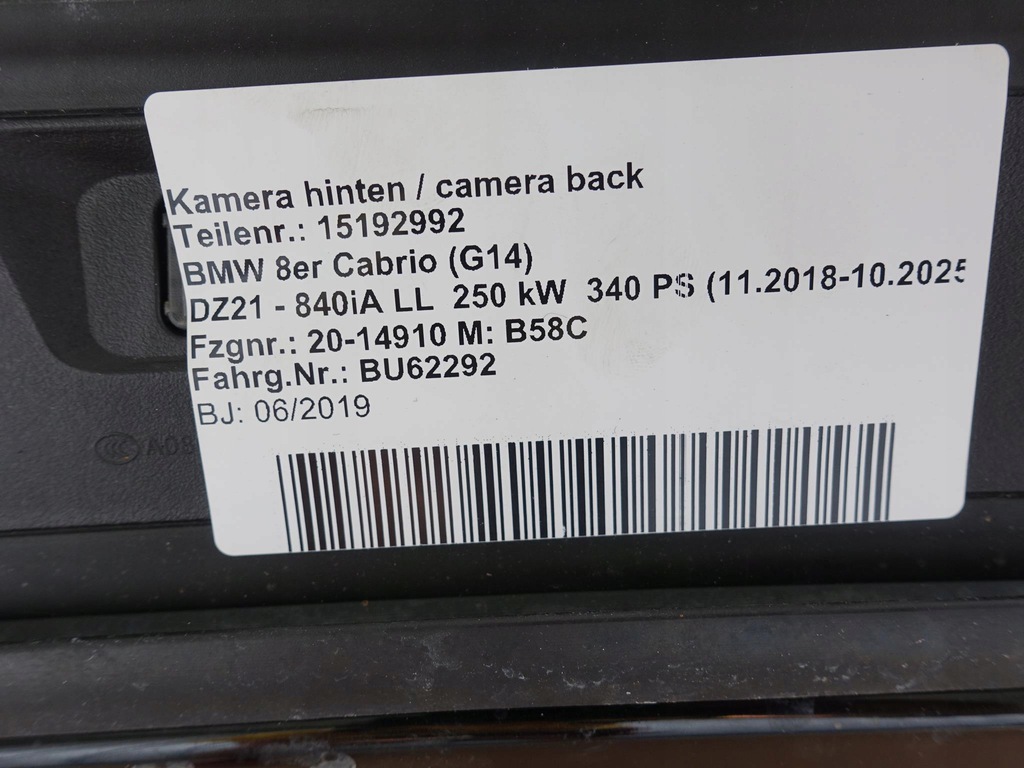 Kamera hinten / camera back
Teilenr.: 15192992
BMW 8er Cabrio (G14)
DZ21 - 840iA LL 250 kW 340 PS (11.2018-10.2025
Fzgnr.: 20-14910 M: B58C
Fahrg.Nr.: BU62292
BJ: 06/2019